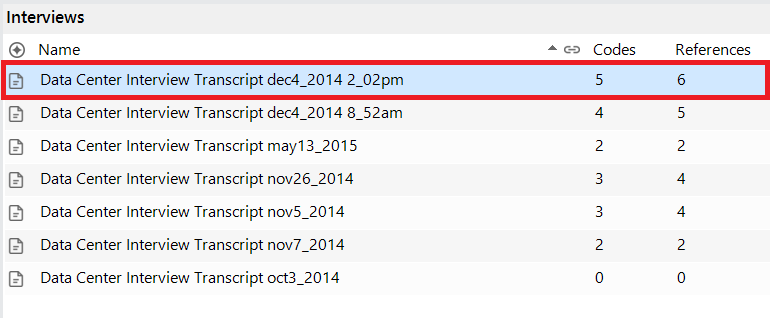 Interviews
Name Codes References
Data Center Interview Transcript dec4_2014 2_02pm 5 6
Data Center Interview Transcript dec4_2014 8_52am 4 5
Data Center Interview Transcript may13_2015 2 2
Data Center Interview Transcript nov26_2014 3 4
Data Center Interview Transcript nov5_2014 3 4
Data Center Interview Transcript nov7_2014 2 2
Data Center Interview Transcript oct3_2014 0 0